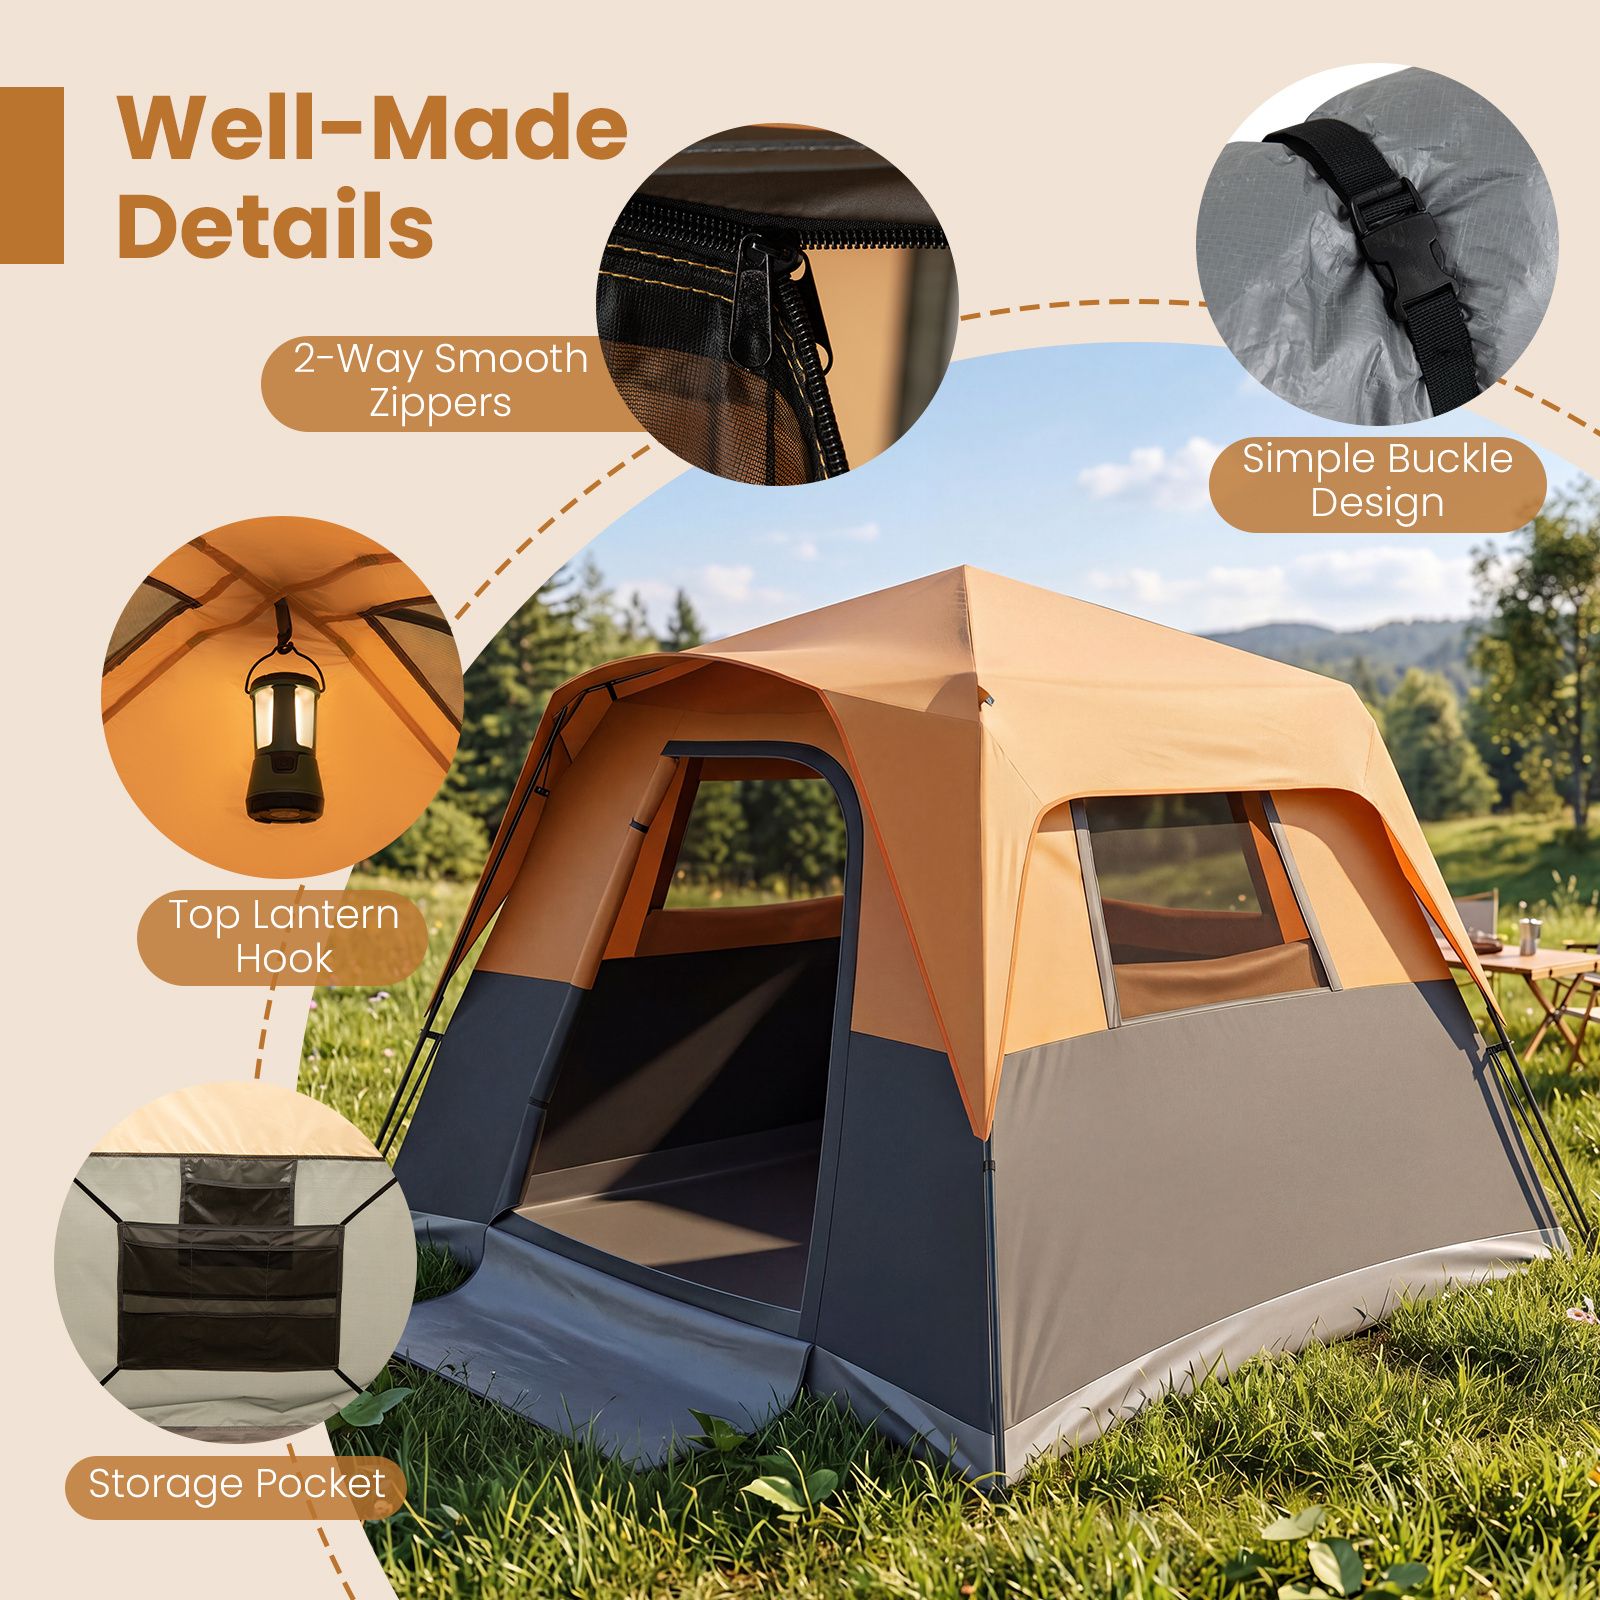 Well-Made
Details
2-Way Smooth
Zippers
Simple Buckle
Design
Top Lantern
Hook
Storage Pocket